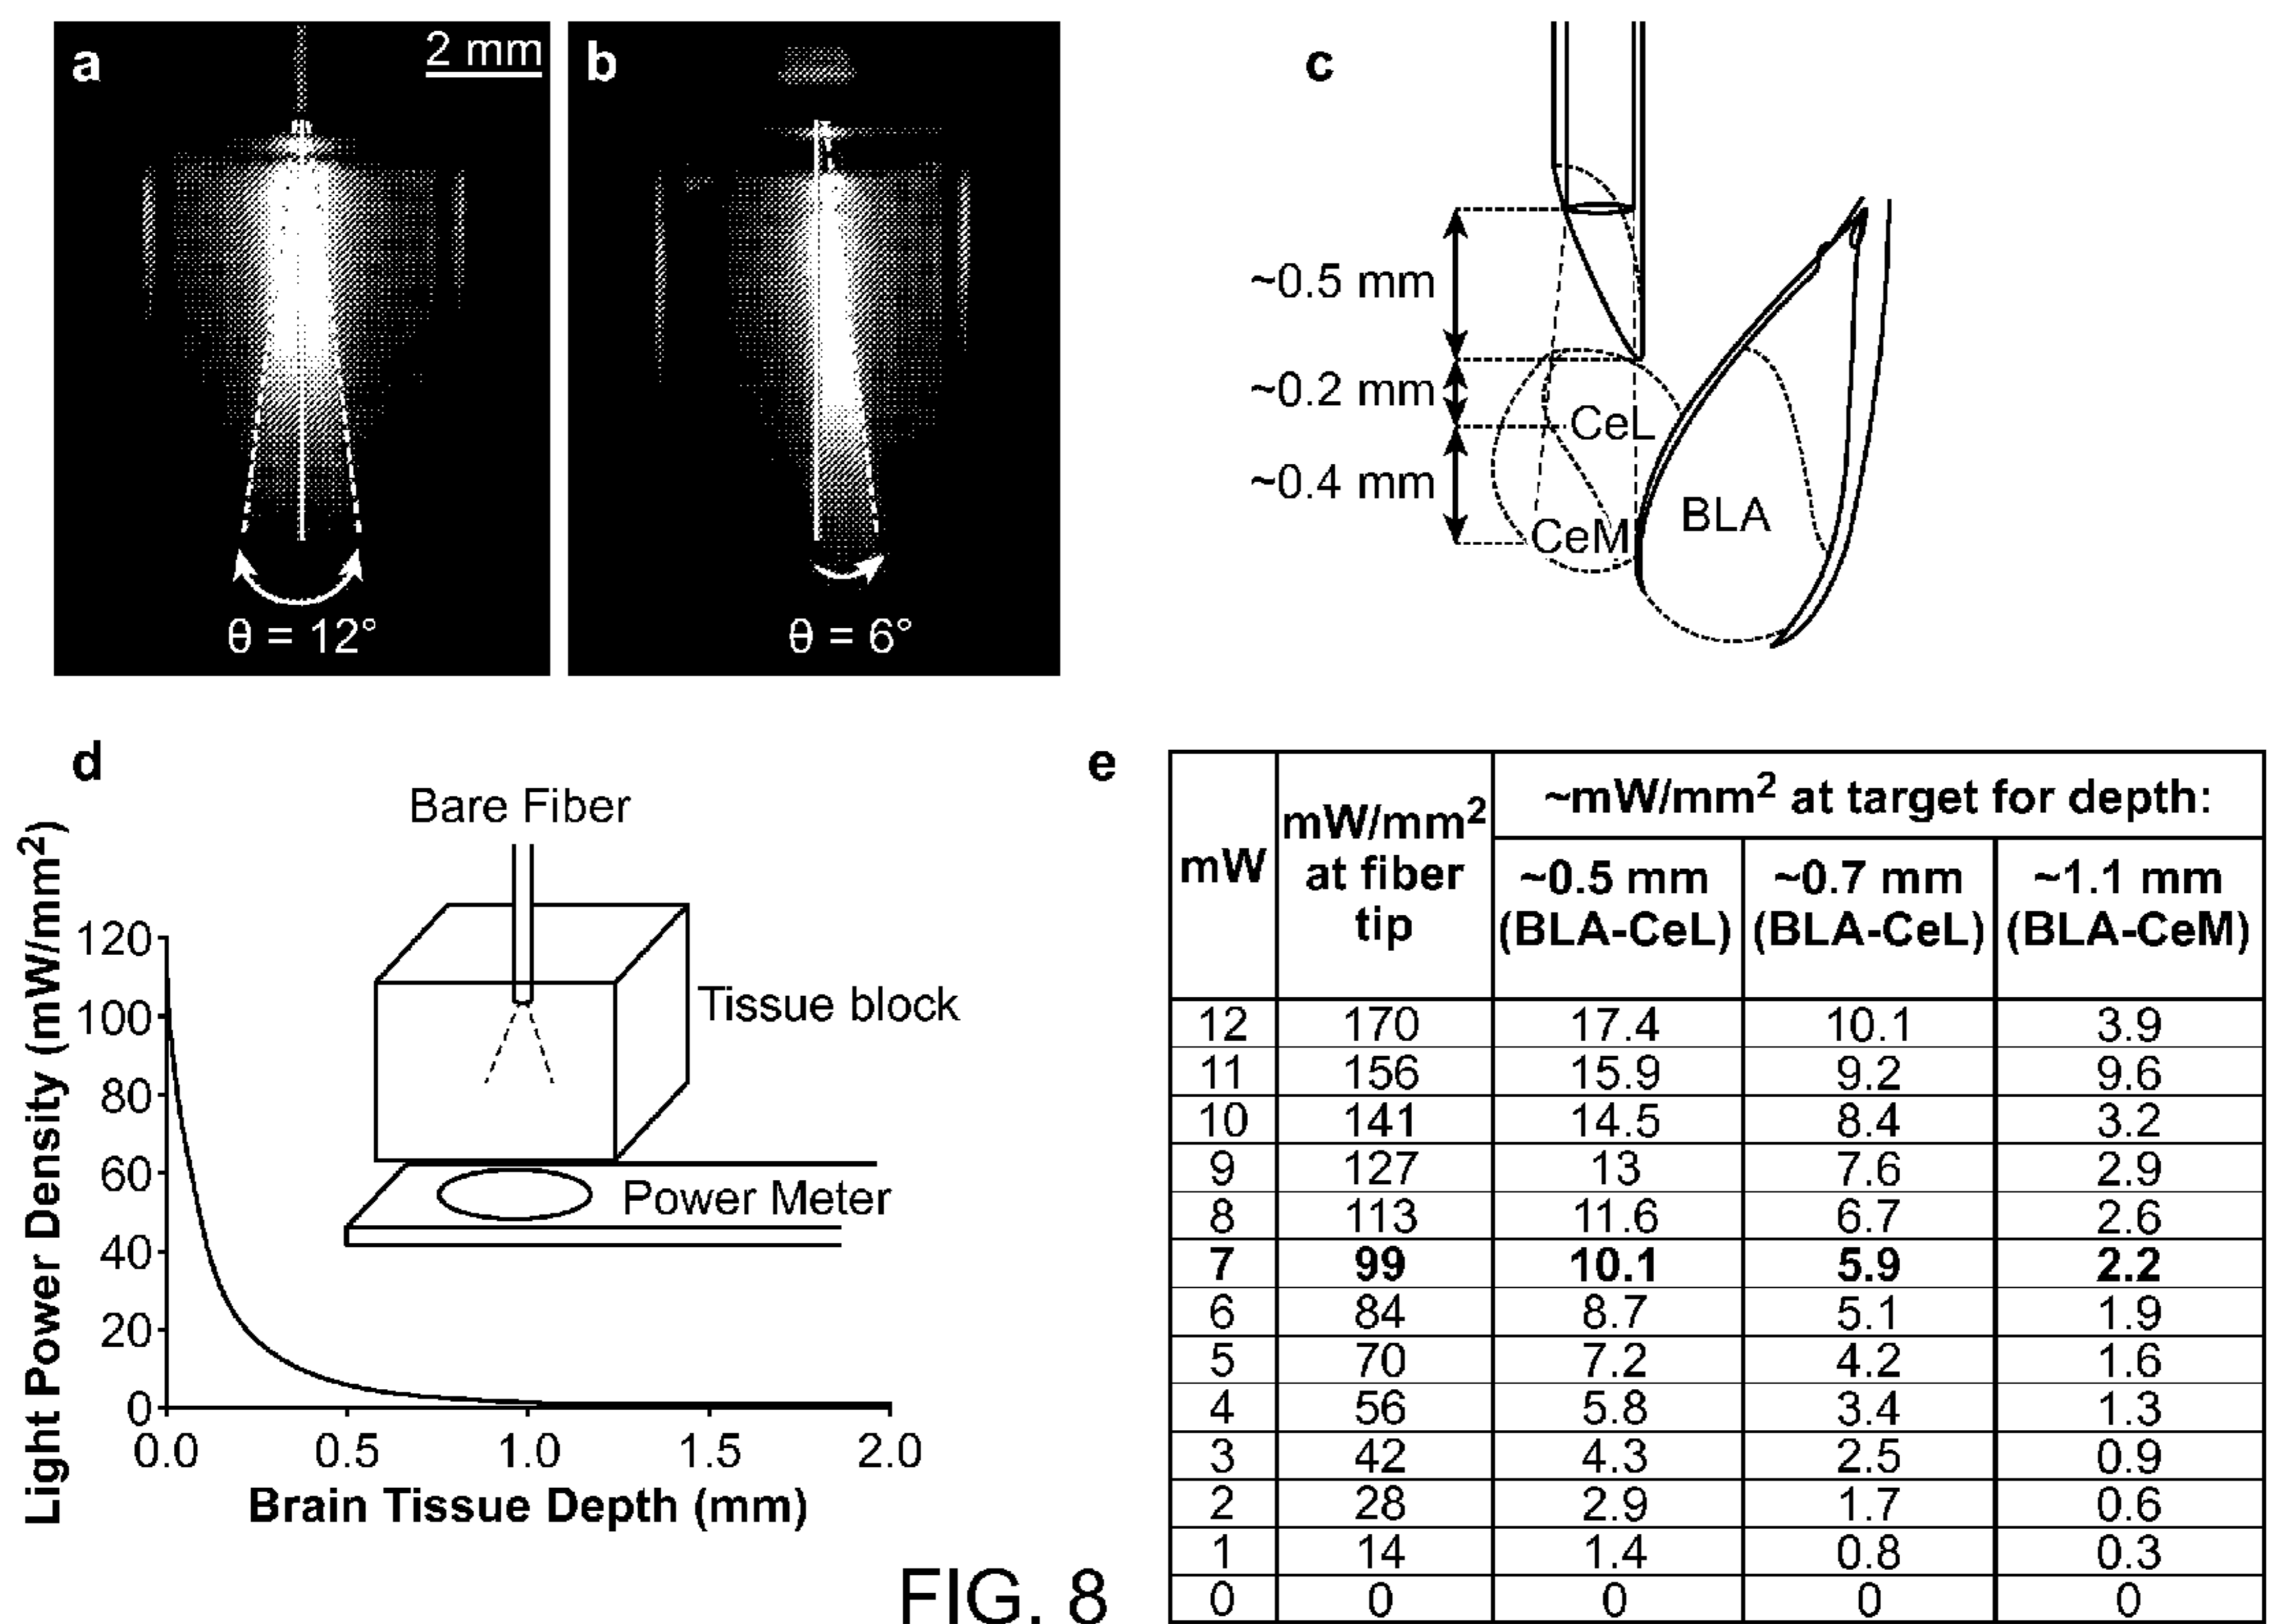 a
2 mm
θ = 12°
b
θ = 6°
c
~0.5 mm
~0.2 mm
~0.4 mm
CeL
CeM
BLA
d
Bare Fiber
Tissue block
Power Meter
Light Power Density (mW/mm²)
120
100
80
60
40
20
0
0.0 0.5 1.0 1.5 2.0
Brain Tissue Depth (mm)
e
mW
mW/mm²
at fiber
tip
~mW/mm² at target for depth:
~0.5 mm
(BLA-CeL)
~0.7 mm
(BLA-CeL)
~1.1 mm
(BLA-CeM)
12 170 17.4 10.1 3.9
11 156 15.9 9.2 9.6
10 141 14.5 8.4 3.2
9 127 13 7.6 2.9
8 113 11.6 6.7 2.6
7 99 10.1 5.9 2.2
6 84 8.7 5.1 1.9
5 70 7.2 4.2 1.6
4 56 5.8 3.4 1.3
3 42 4.3 2.5 0.9
2 28 2.9 1.7 0.6
1 14 1.4 0.8 0.3
0 0 0 0 0
FIG. 8